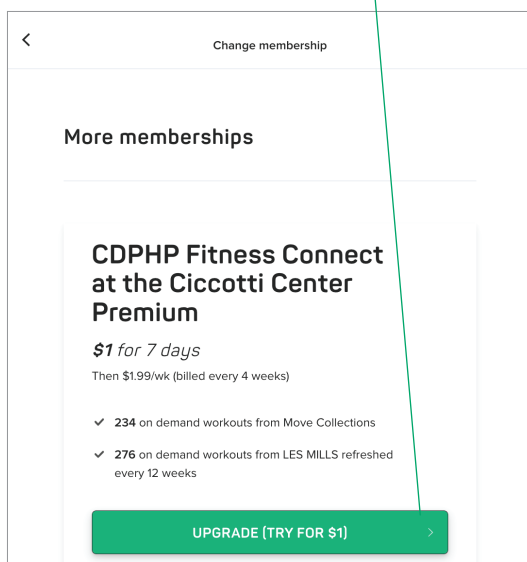 Change membership
More memberships
CDPHP Fitness Connect
at the Ciccotti Center
Premium
$1 for 7 days
Then $1.99/wk (billed every 4 weeks)
234 on demand workouts from Move Collections
276 on demand workouts from LES MILLS refreshed
every 12 weeks
UPGRADE (TRY FOR $1)